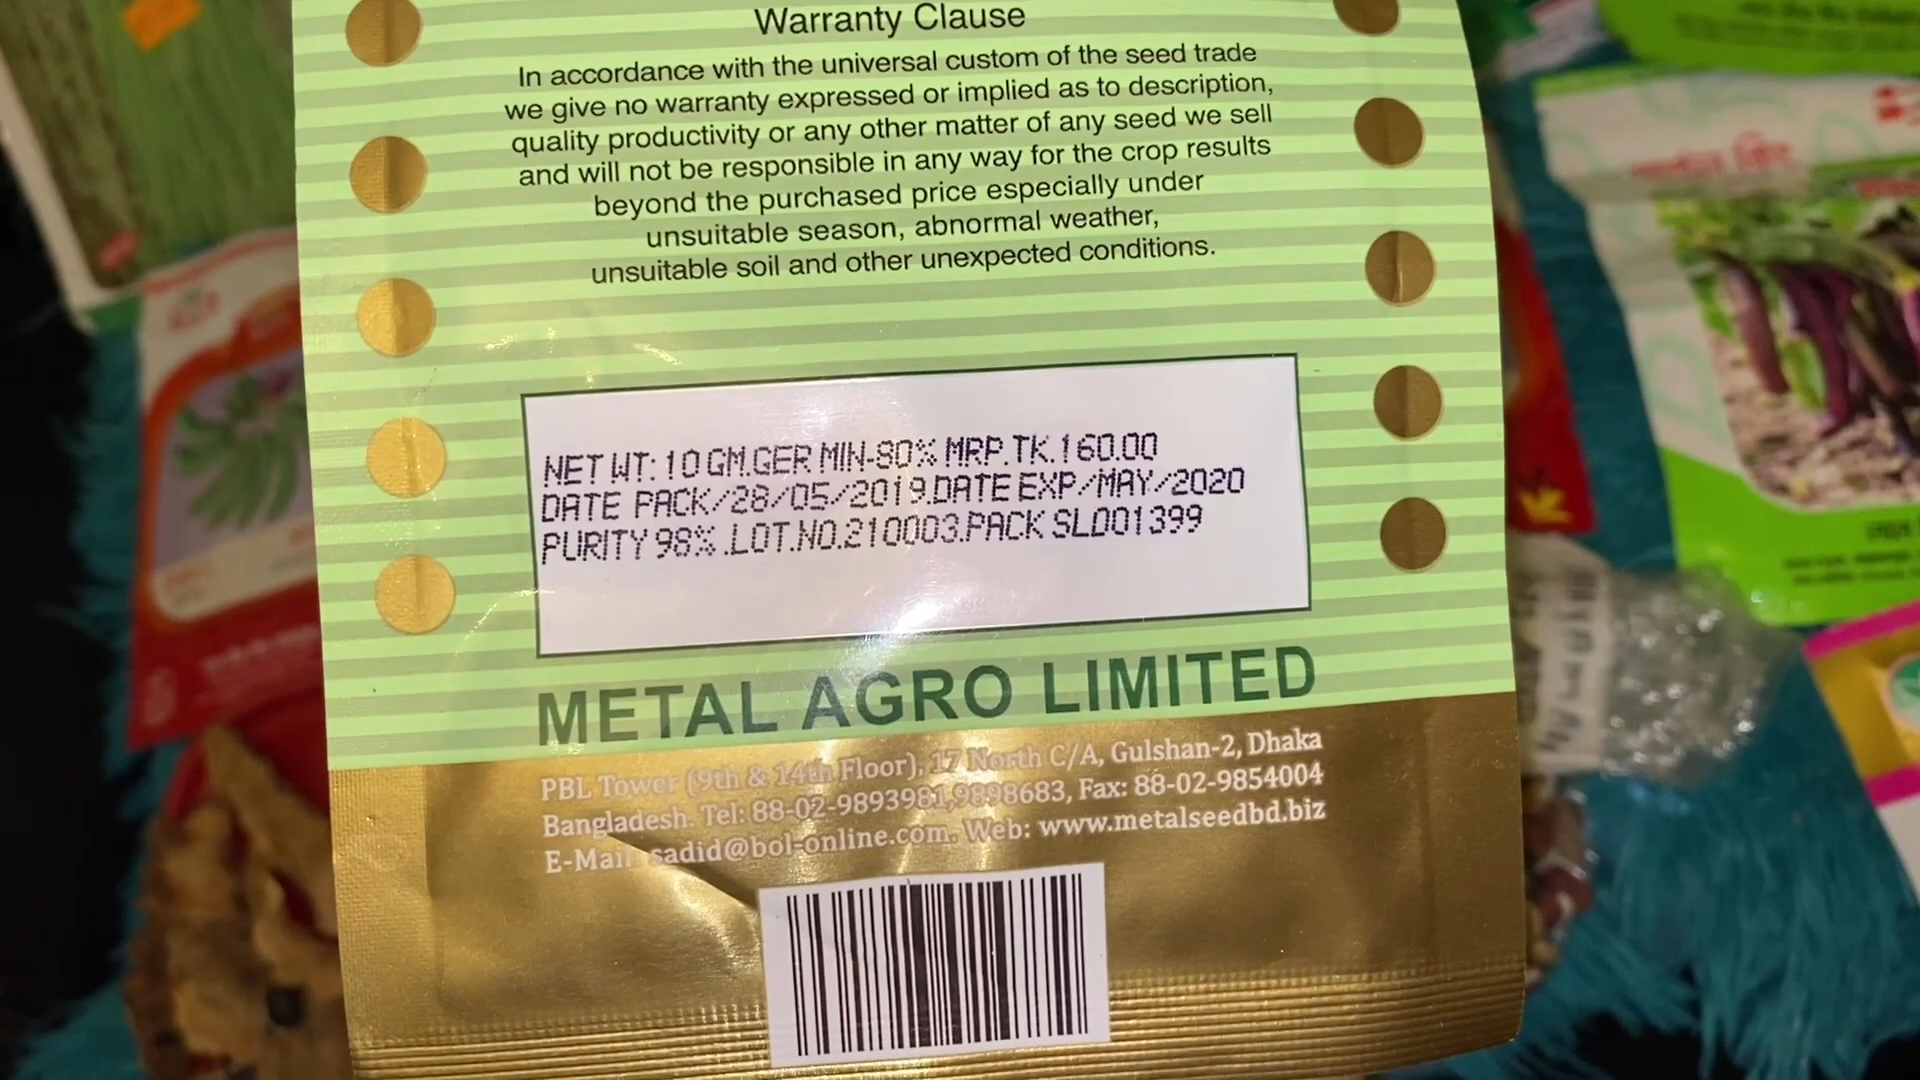 Warranty Clause
In accordance with the universal custom of the seed trade
we give no warranty expressed or implied as to description,
quality productivity or any other matter of any seed we sell
and will not be responsible in any way for the crop results
beyond the purchased price especially under
unsuitable season, abnormal weather,
unsuitable soil and other unexpected conditions.
NET WT: 10 GM.GER MIN-80% MRP.TK.160.00
DATE PACK/28/05/2019.DATE EXP/MAY/2020
PURITY 98% .LOT.NO.210003.PACK SL001399
METAL AGRO LIMITED
PBL Tower (9th & 14th Floor), 17 North C/A, Gulshan-2, Dhaka
Bangladesh. Tel: 88-02-9893981,9898683, Fax: 88-02-9854004
E-Mail: sadid@bol-online.com. Web: www.metalseedbd.biz